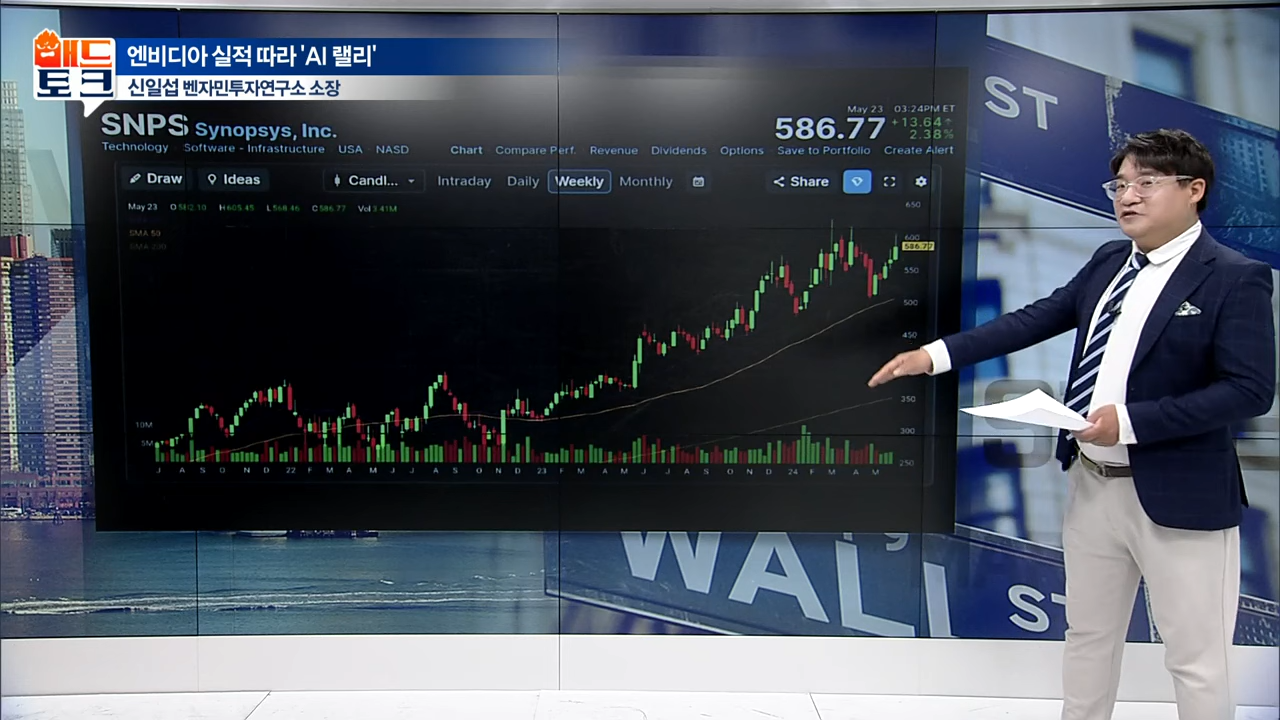 매드
토크
엔비디아 실적 따라 'AI 랠리'
신일섭 벤자민투자연구소 소장
ST
SNPS Synopsys, Inc.
May 23 03:24PM ET
586.77 +13.64
2.38%
Technology · Software - Infrastructure · USA · NASD
Chart Compare Perf. Revenue Dividends Options Save to Portfolio Create Alert
Draw Ideas Candl... Intraday Daily Weekly Monthly Share
May 23 O 582.10 H 605.45 L 568.46 C 586.77 Vol 3.41M
SMA 50
SMA 200
650
600
586.77
550
500
450
350
300
250
10M
5M
J A S O N D 22 F M A M J J A S O N D 23 F M A M J J A S O N D 24 F M A M
WALL ST